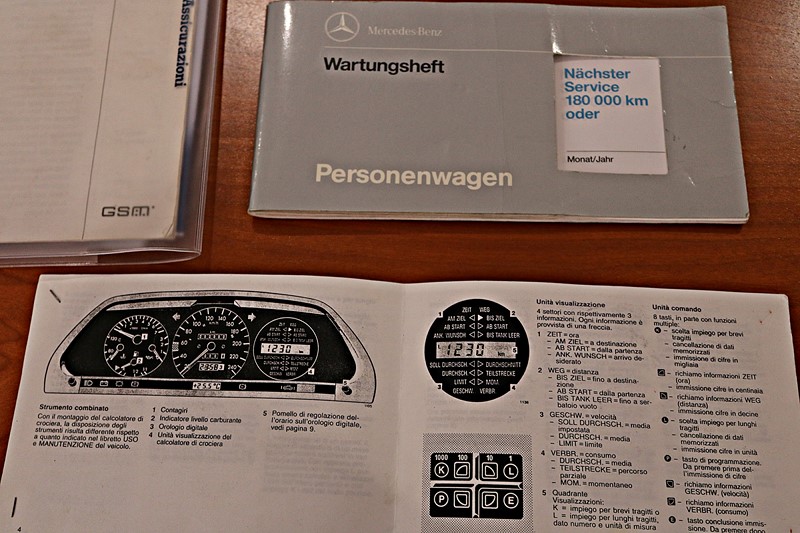 Assicurazioni
GSA
Mercedes-Benz
Wartungsheft
Nächster
Service
180 000 km
oder
Monat/Jahr
Personenwagen
Strumento combinato
Con il montaggio del calcolatore di
crociera, la disposizione degli
strumenti risulta differente rispetto
a quanto indicato nel libretto USO
e MANUTENZIONE del veicolo.
1 Contagiri
2 Indicatore livello carburante
3 Orologio digitale
4 Unità visualizzazione del
calcolatore di crociera
5 Pomello di regolazione del-
l'orario sull'orologio digitale,
vedi pagina 9.
4
ZEIT WEG
AM ZIEL BIS ZIEL
AB START AB START
ANK. WUNSCH BIS TANK LEER
12 30
SOLL DURCHSCH. DURCHSCHNITT
DURCHSCH. TEILSTRECKE
LIMIT MOM.
GESCHW. VERBR.
1000 100 10 1
K L
P E
Unità visualizzazione
4 settori con rispettivamente 3
informazioni. Ogni informazione è
provvista di una freccia.
1 ZEIT = ora
– AM ZIEL = a destinazione
– AB START = dalla partenza
– ANK. WUNSCH = arrivo de-
siderato
2 WEG = distanza
– BIS ZIEL = fino a destina-
zione
– AB START = dalla partenza
– BIS TANK LEER = fino a ser-
batoio vuoto
3 GESCHW. = velocità
– SOLL DURCHSCH. = media
impostata
– DURCHSCH. = media
– LIMIT = limite
4 VERBR. = consumo
– DURCHSCH. = media
– TEILSTRECKE = percorso
parziale
– MOM. = momentaneo
5 Quadrante
Visualizzazioni:
K = impiego per brevi tragitti o
L = impiego per lunghi tragitti,
dato numero e unità di misura
Unità comando
8 tasti, in parte con funzioni
multiple:
K – scelta impiego per brevi
tragitti
– cancellazione di dati
memorizzati
– immissione di cifre in
migliaia
– richiamo informazioni ZEIT
(ora)
– immissione cifre in centinaia
– richiamo informazioni WEG
(distanza)
– immissione cifre in decine
L – scelta impiego per lunghi
tragitti
– cancellazione di dati
memorizzati
– immissione cifre in unità
P – tasto di programmazione.
Da premere prima del-
l'immissione di cifre
– richiamo informazioni
GESCHW. (velocità)
– richiamo informazioni
VERBR. (consumo)
E – tasto conclusione immis-
sione. Da premere dopo